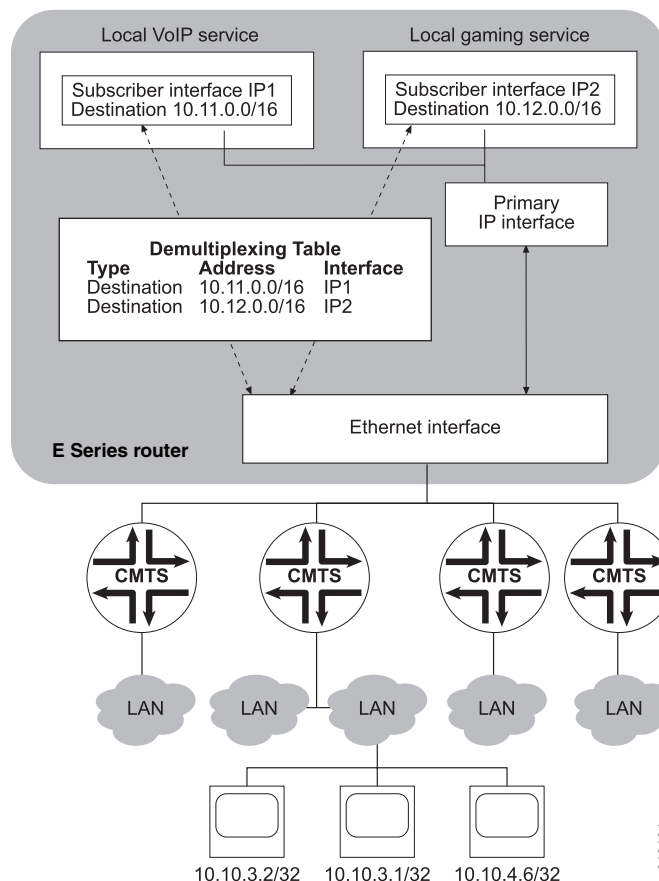 Local VoIP service
Local gaming service
Subscriber interface IP1
Destination 10.11.0.0/16
Subscriber interface IP2
Destination 10.12.0.0/16
Primary
IP interface
Demultiplexing Table
Type Address Interface
Destination 10.11.0.0/16 IP1
Destination 10.12.0.0/16 IP2
Ethernet interface
E Series router
CMTS CMTS CMTS CMTS
LAN LAN LAN LAN LAN
10.10.3.2/32 10.10.3.1/32 10.10.4.6/32